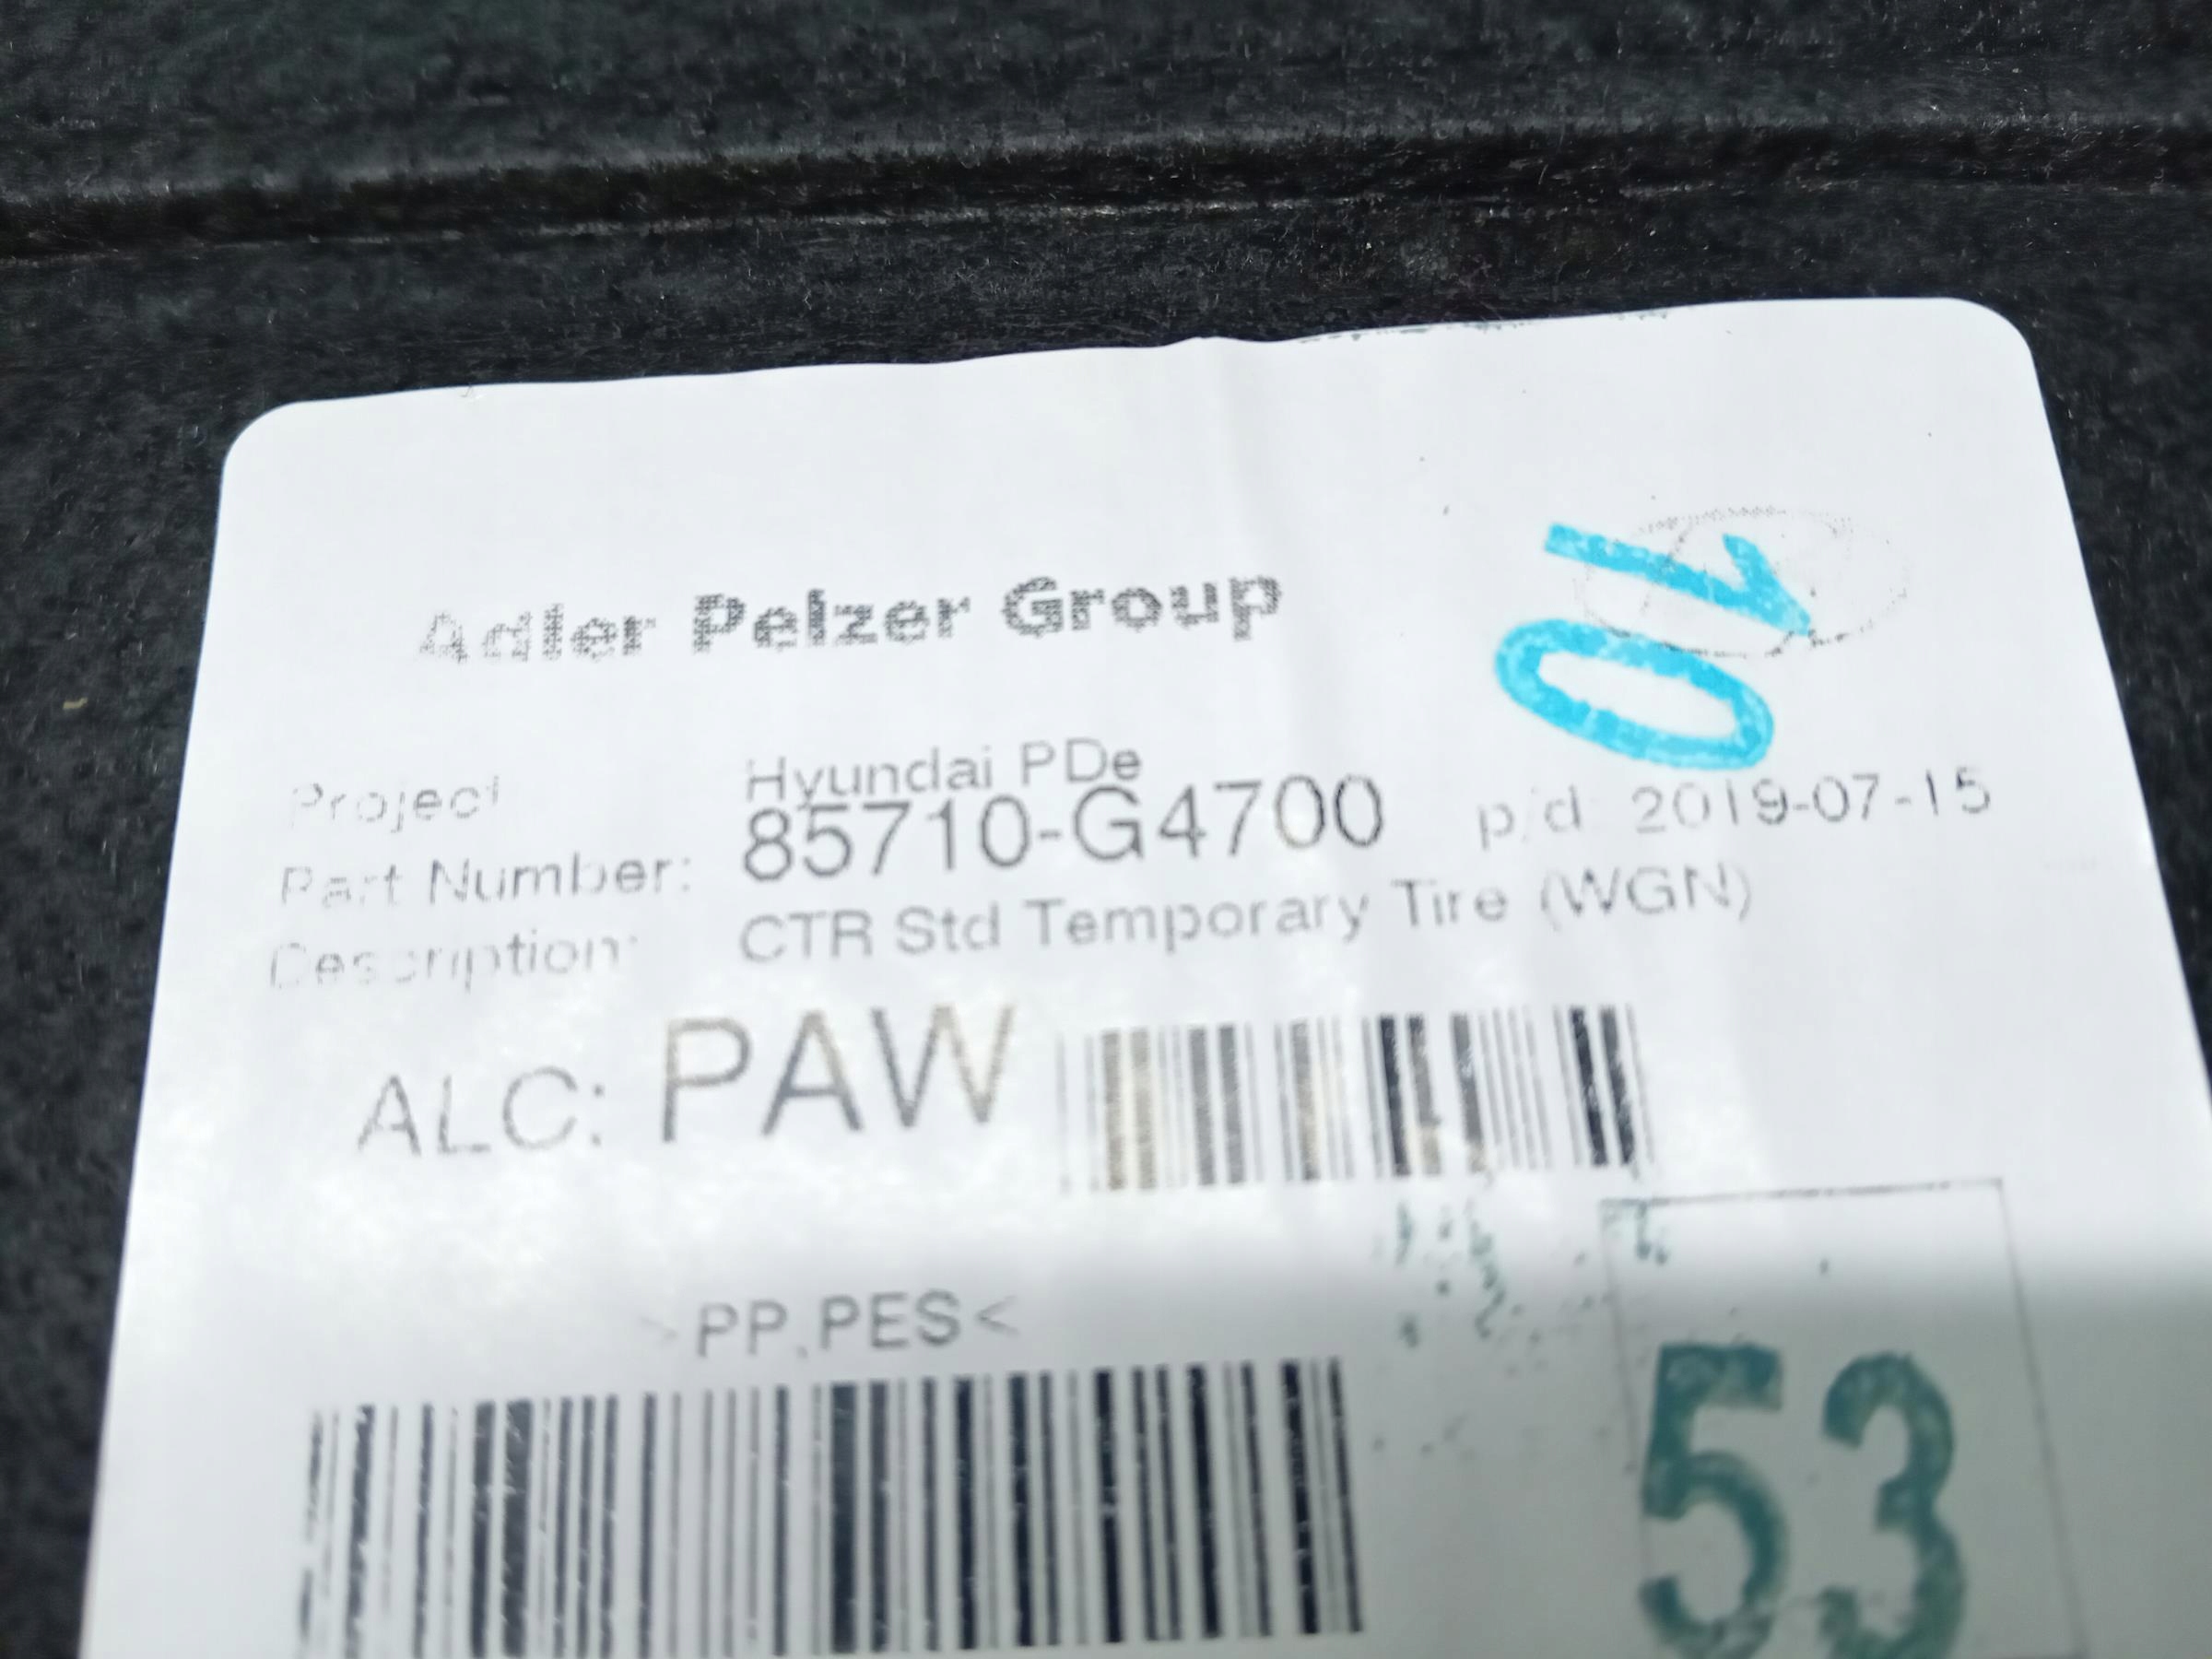 Adler Pelzer Group
10
Project
Hyundai PDe
Part Number: 85710-G4700 p/d 2019-07-15
Description: CTR Std Temporary Tire (WGN)
ALC: PAW
>PP,PES<
53